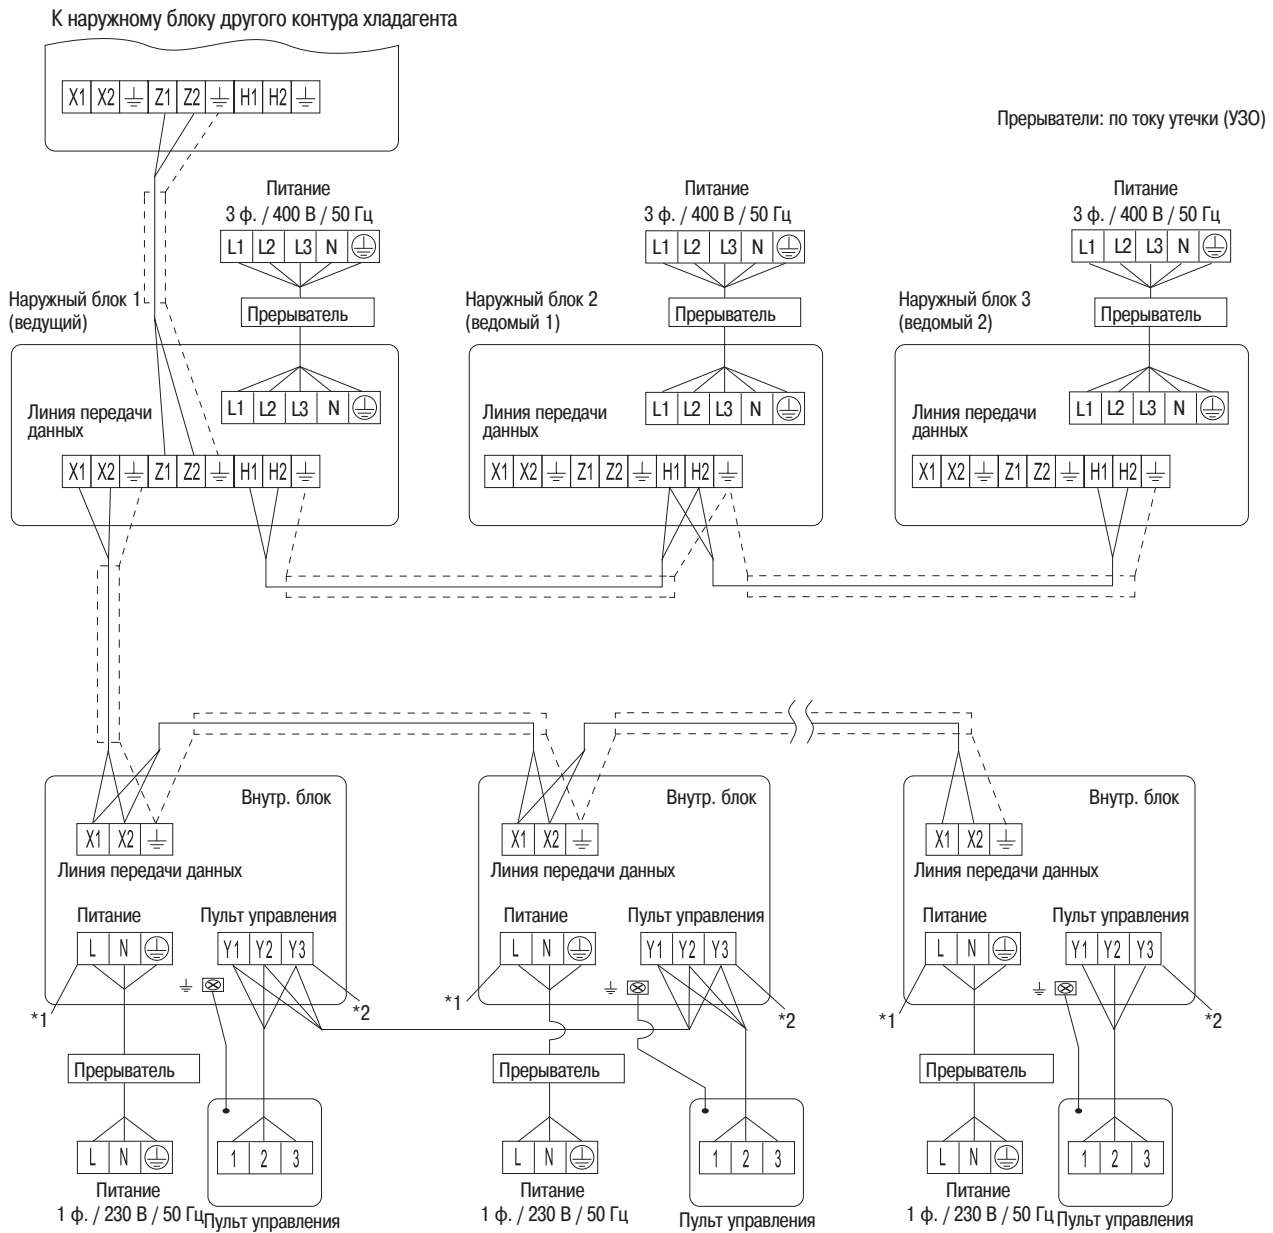 К наружному блоку другого контура хладагента
X1 X2 Z1 Z2 H1 H2
Прерыватели: по току утечки (УЗО)
Питание
3 ф. / 400 В / 50 Гц
L1 L2 L3 N
Прерыватель
Наружный блок 1
(ведущий)
L1 L2 L3 N
Линия передачи
данных
X1 X2 Z1 Z2 H1 H2
Питание
3 ф. / 400 В / 50 Гц
L1 L2 L3 N
Прерыватель
Наружный блок 2
(ведомый 1)
L1 L2 L3 N
Линия передачи
данных
X1 X2 Z1 Z2 H1 H2
Питание
3 ф. / 400 В / 50 Гц
L1 L2 L3 N
Прерыватель
Наружный блок 3
(ведомый 2)
L1 L2 L3 N
Линия передачи
данных
X1 X2 Z1 Z2 H1 H2
Внутр. блок
X1 X2
Линия передачи данных
Питание
L N
Пульт управления
Y1 Y2 Y3
*1
*2
Прерыватель
L N
Питание
1 ф. / 230 В / 50 Гц
1 2 3
Пульт управления
Внутр. блок
X1 X2
Линия передачи данных
Питание
L N
Пульт управления
Y1 Y2 Y3
*1
*2
Прерыватель
L N
Питание
1 ф. / 230 В / 50 Гц
1 2 3
Пульт управления
Внутр. блок
X1 X2
Линия передачи данных
Питание
L N
Пульт управления
Y1 Y2 Y3
*1
*2
Прерыватель
L N
Питание
1 ф. / 230 В / 50 Гц
1 2 3
Пульт управления